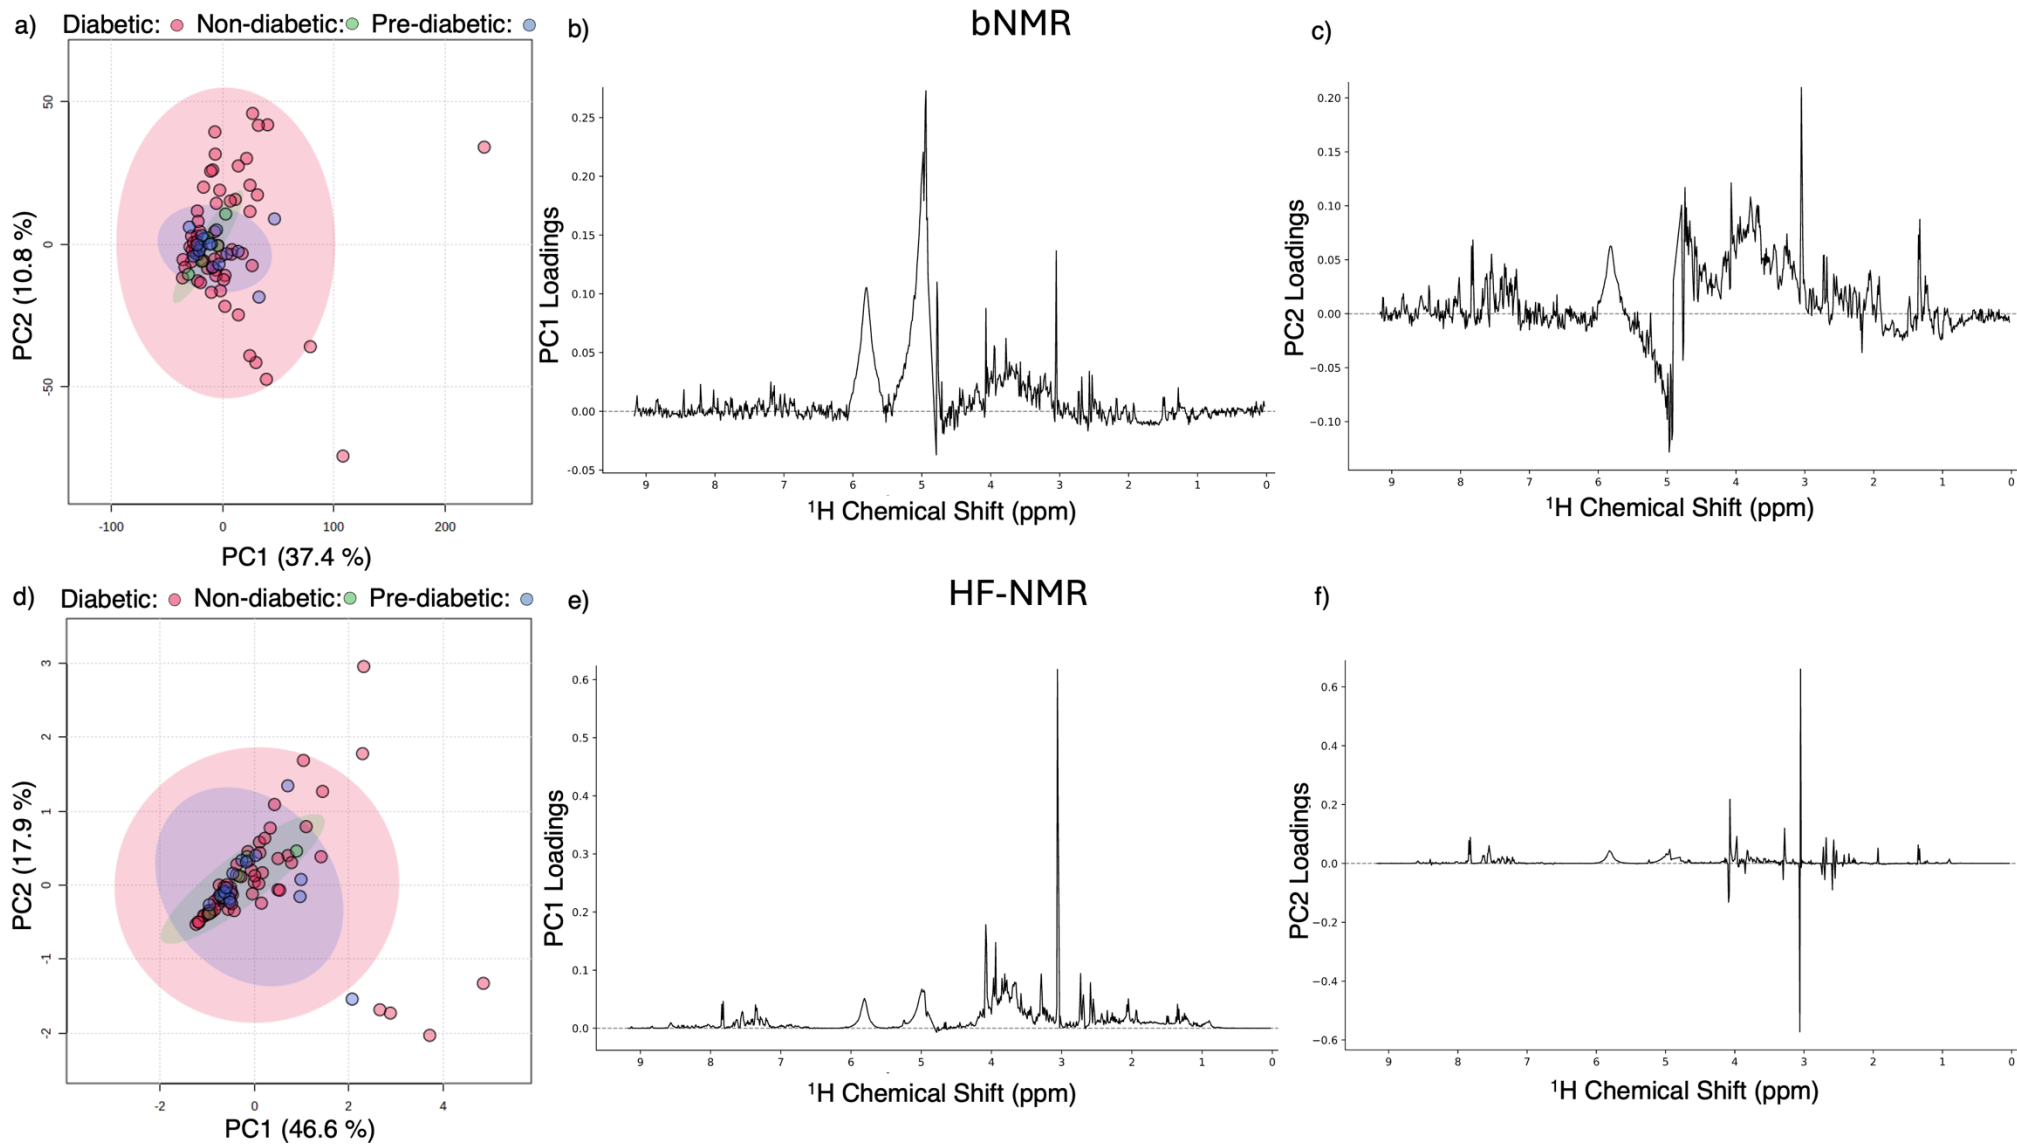 a) Diabetic: Non-diabetic: Pre-diabetic:
b)
bNMR
c)
50
0
-50
PC2 (10.8 %)
-100 0 100 200
PC1 (37.4 %)
0.25
0.20
0.15
0.10
0.05
0.00
-0.05
PC1 Loadings
9 8 7 6 5 4 3 2 1 0
¹H Chemical Shift (ppm)
0.20
0.15
0.10
0.05
0.00
−0.05
−0.10
PC2 Loadings
9 8 7 6 5 4 3 2 1 0
¹H Chemical Shift (ppm)
d) Diabetic: Non-diabetic: Pre-diabetic:
e)
HF-NMR
f)
3
2
1
0
-1
-2
PC2 (17.9 %)
-2 0 2 4
PC1 (46.6 %)
0.6
0.5
0.4
0.3
0.2
0.1
0.0
PC1 Loadings
9 8 7 6 5 4 3 2 1 0
¹H Chemical Shift (ppm)
0.6
0.4
0.2
0.0
−0.2
−0.4
−0.6
PC2 Loadings
9 8 7 6 5 4 3 2 1 0
¹H Chemical Shift (ppm)